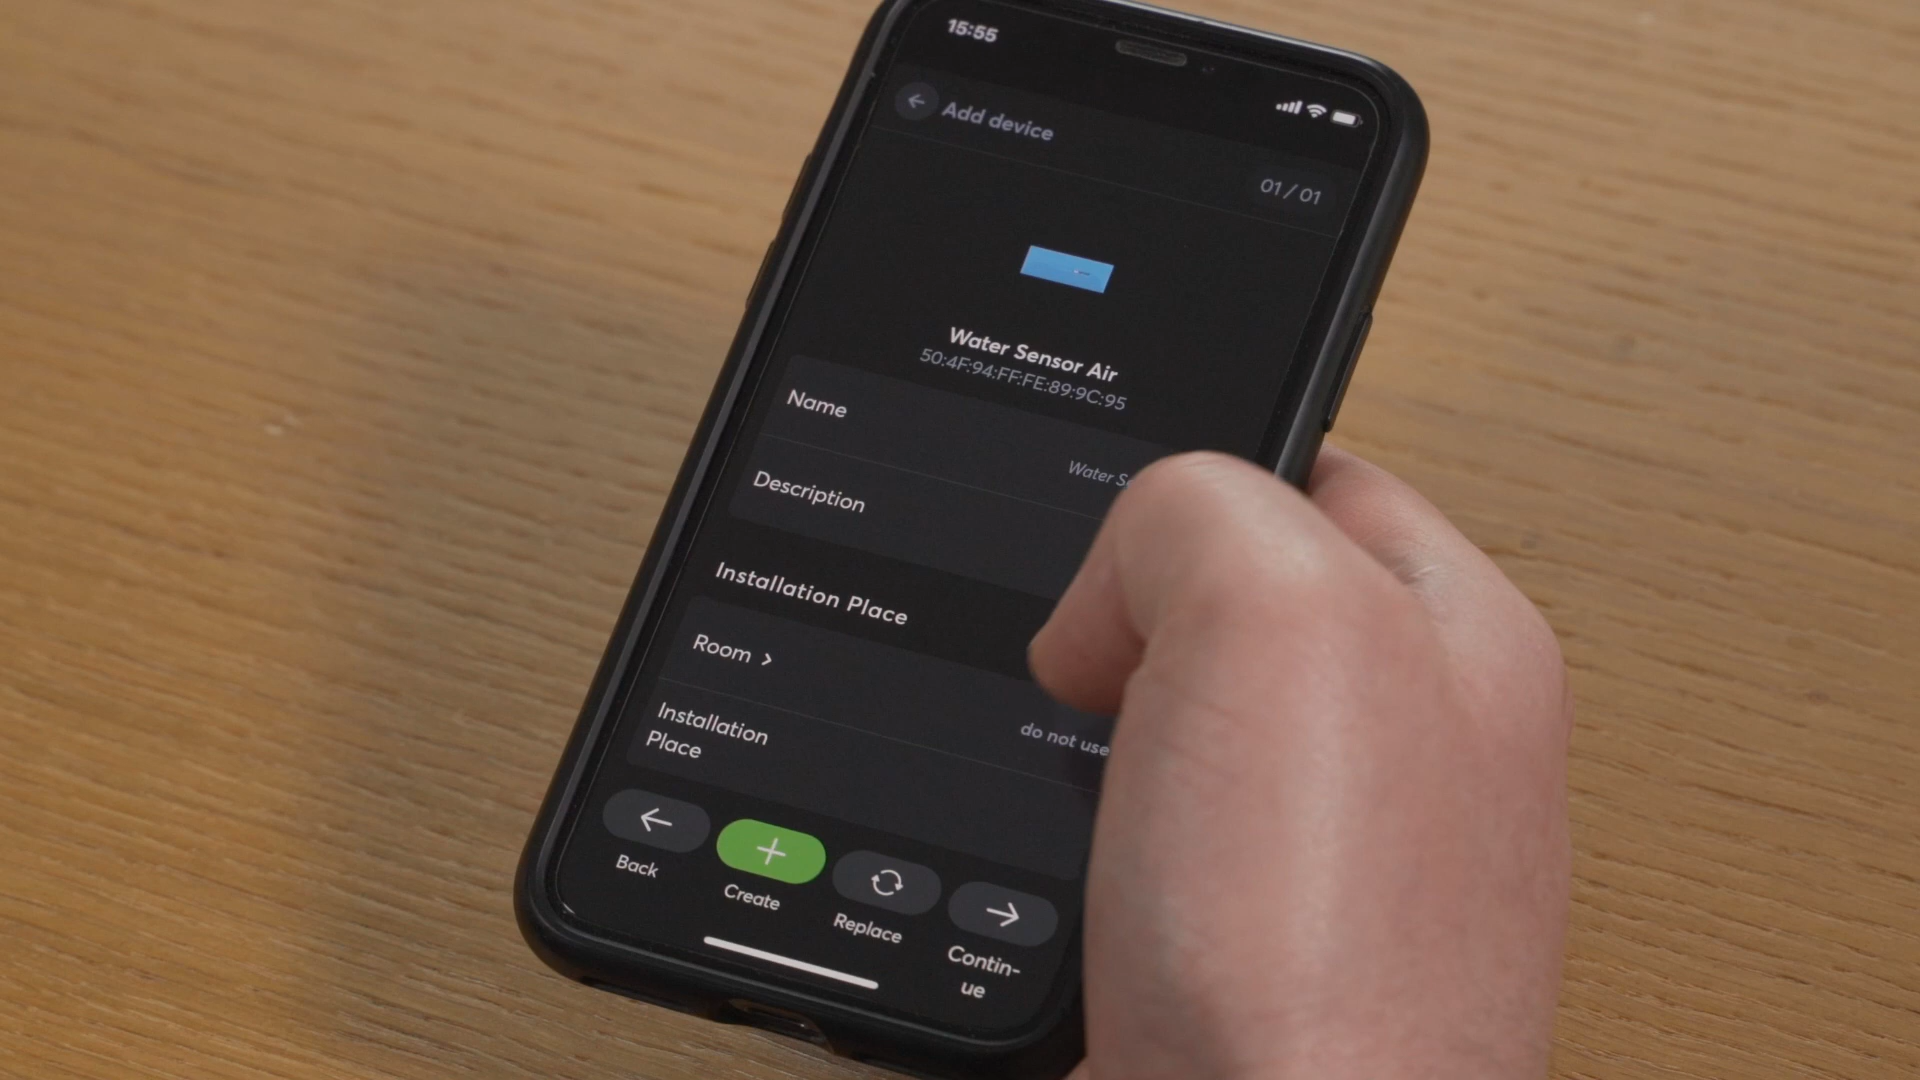 15:55
Add device
01 / 01
Water Sensor Air
50:4F:94:FF:FE:89:9C:95
Name
Water
Description
Installation Place
Room >
do not use
Installation
Place
Back
Create
Replace
Contin-
ue